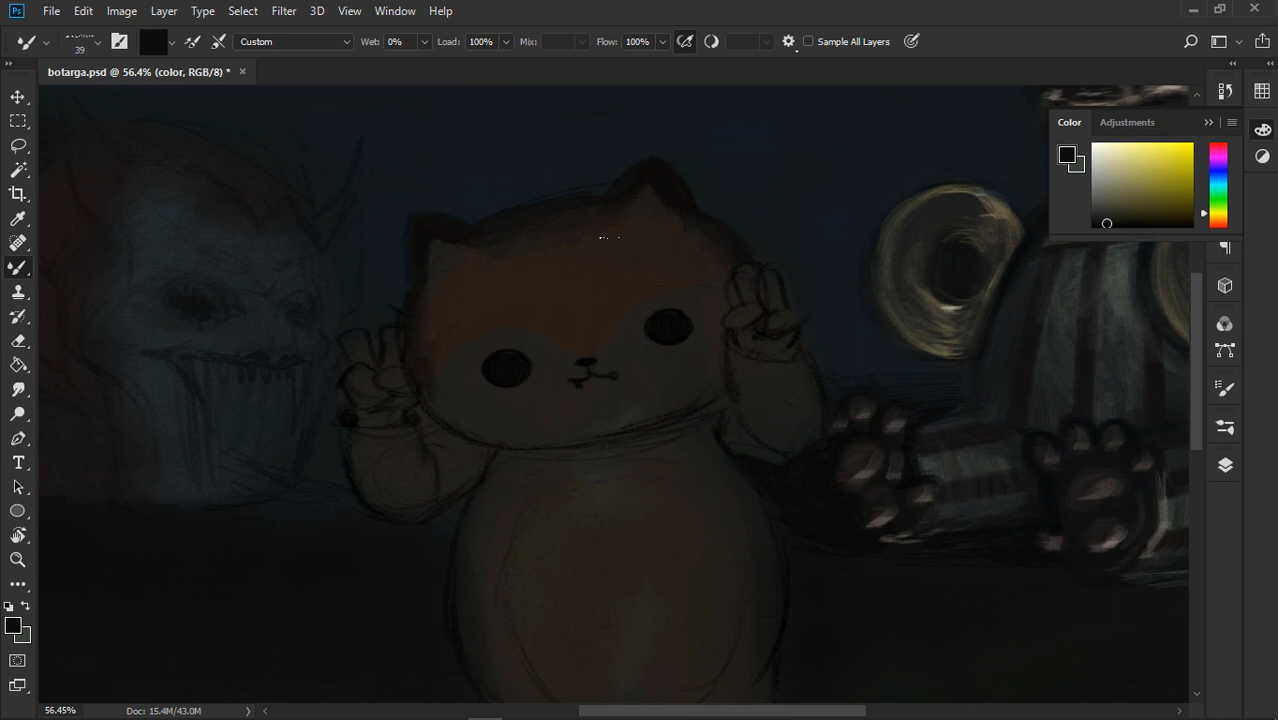 Ps File Edit Image Layer Type Select Filter 3D View Window Help
39 Custom Wet: 0% Load: 100% Mix: Flow: 100% Sample All Layers
botarga.psd @ 56.4% (color, RGB/8) *
Color Adjustments
56.45% Doc: 15.4M/43.0M